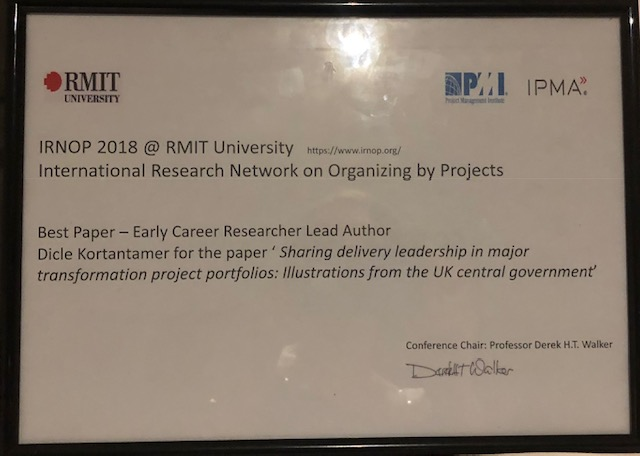 RMIT
UNIVERSITY
PMI
Project Management Institute
IPMA
IRNOP 2018 @ RMIT University https://www.irnop.org/
International Research Network on Organizing by Projects
Best Paper – Early Career Researcher Lead Author
Dicle Kortantamer for the paper ‘ Sharing delivery leadership in major
transformation project portfolios: Illustrations from the UK central government’
Conference Chair: Professor Derek H.T. Walker
Derek H T Walker